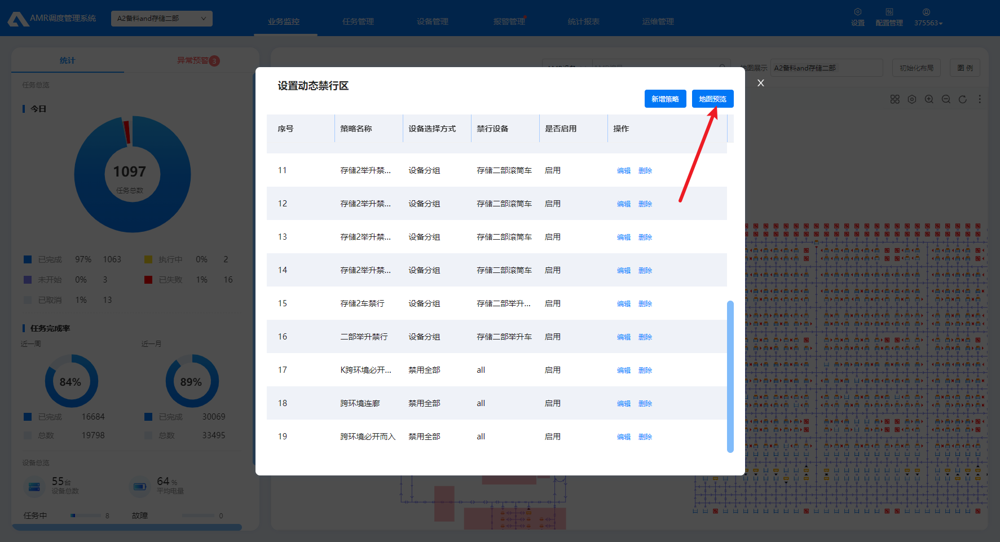 AMR调度管理系统
A2备料and存储二部
业务监控
任务管理
设备管理
报警管理
统计报表
运维管理
设置
配置管理
375563
统计
异常预警 3
任务总览
今日
1097
任务总数
已完成 97% 1063
执行中 0% 2
未开始 0% 3
已失败 1% 16
已取消 1% 13
任务完成率
近一周
近一月
84%
89%
已完成 16684
已完成 30069
总数 19798
总数 33495
设备总览
55台
设备总数
64 %
平均电量
任务中 8
故障 0
地图展示
A2备料and存储二部
初始化布局
图 例
设置动态禁行区
X
新增策略
地图预览
序号 策略名称 设备选择方式 禁行设备 是否启用 操作
11 存储2举升禁... 设备分组 存储二部滚筒车 启用 编辑 删除
12 存储2举升禁... 设备分组 存储二部滚筒车 启用 编辑 删除
13 存储2举升禁... 设备分组 存储二部滚筒车 启用 编辑 删除
14 存储2举升禁... 设备分组 存储二部滚筒车 启用 编辑 删除
15 存储2车禁行 设备分组 存储二部举升... 启用 编辑 删除
16 二部举升禁行 设备分组 存储二部举升车 启用 编辑 删除
17 K跨环境必开... 禁用全部 all 启用 编辑 删除
18 跨环境连廊 禁用全部 all 启用 编辑 删除
19 跨环境必开而入 禁用全部 all 启用 编辑 删除